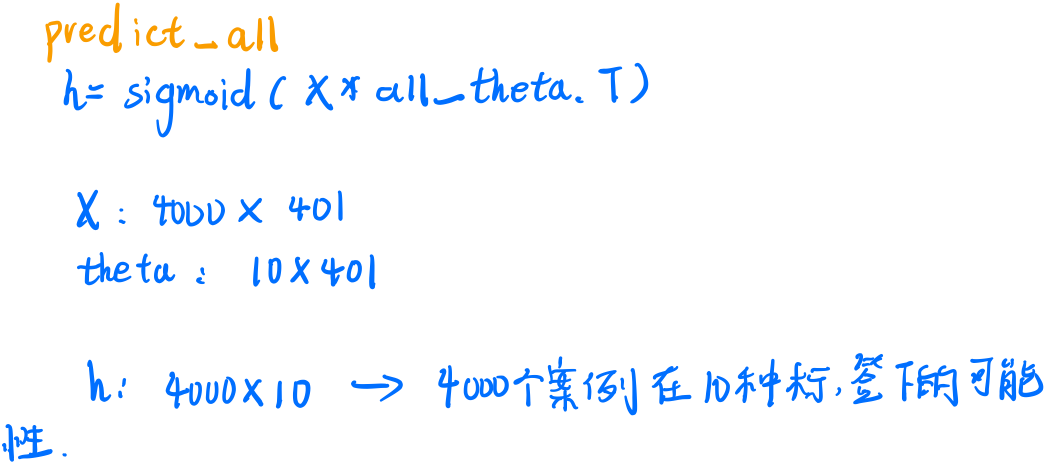 predict_all
h= sigmoid ( X * all_theta. T)
X : 4000 × 401
theta : 10×401
h: 4000×10 → 4000个案例在10种标签下的可能
性.